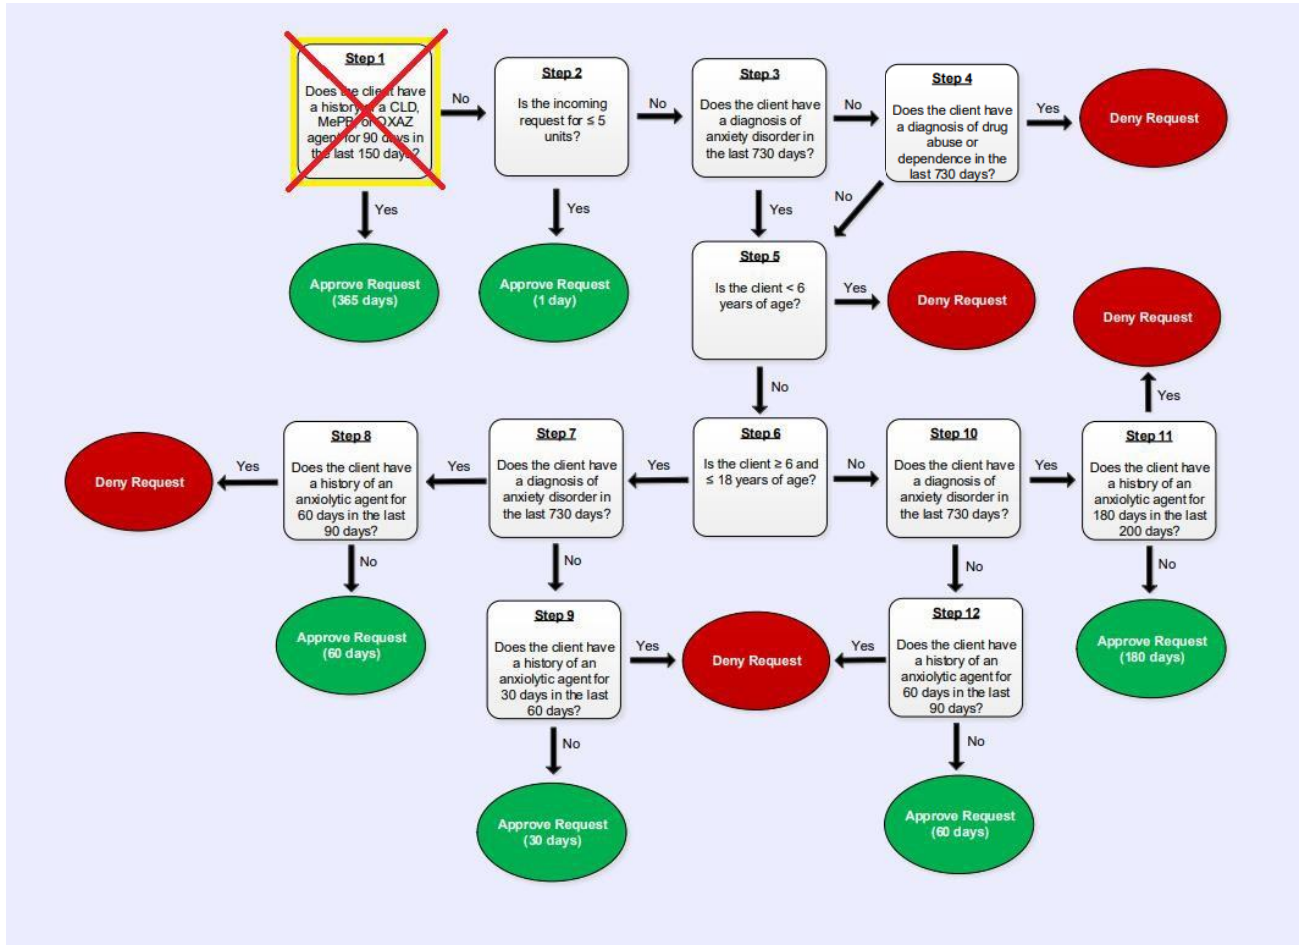 Step 1
Does the client have
a history of a CLD,
MePB, or OXAZ
agent for 90 days in
the last 150 days?
No
Yes
Approve Request
(365 days)
Step 2
Is the incoming
request for ≤ 5
units?
No
Yes
Approve Request
(1 day)
Step 3
Does the client have
a diagnosis of
anxiety disorder in
the last 730 days?
No
Yes
Step 4
Does the client have
a diagnosis of drug
abuse or
dependence in the
last 730 days?
Yes
Deny Request
No
Step 5
Is the client < 6
years of age?
Yes
Deny Request
No
Step 6
Is the client ≥ 6 and
≤ 18 years of age?
Yes
No
Step 7
Does the client have
a diagnosis of
anxiety disorder in
the last 730 days?
Yes
No
Step 8
Does the client have
a history of an
anxiolytic agent for
60 days in the last
90 days?
Yes
Deny Request
No
Approve Request
(60 days)
Step 9
Does the client have
a history of an
anxiolytic agent for
30 days in the last
60 days?
Yes
Deny Request
No
Approve Request
(30 days)
Step 10
Does the client have
a diagnosis of
anxiety disorder in
the last 730 days?
Yes
No
Step 11
Does the client have
a history of an
anxiolytic agent for
180 days in the last
200 days?
Yes
Deny Request
No
Approve Request
(180 days)
Step 12
Does the client have
a history of an
anxiolytic agent for
60 days in the last
90 days?
Yes
No
Approve Request
(60 days)